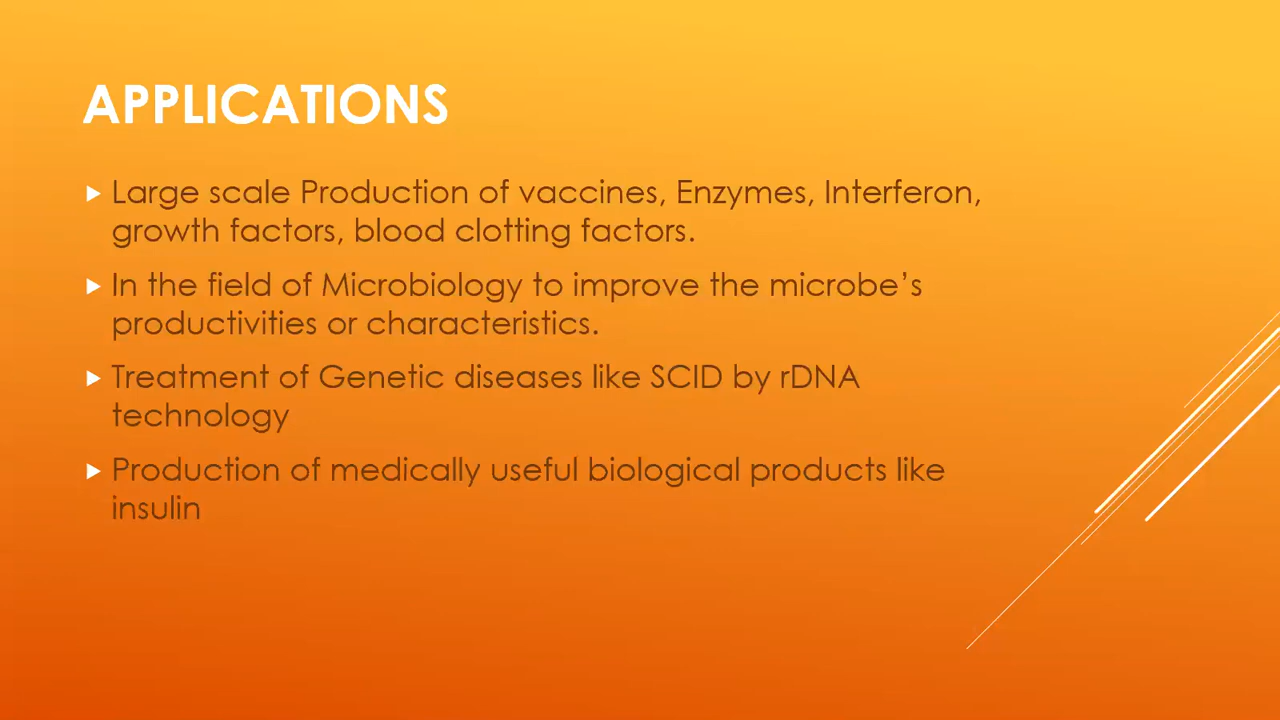 APPLICATIONS
Large scale Production of vaccines, Enzymes, Interferon,
growth factors, blood clotting factors.
In the field of Microbiology to improve the microbe’s
productivities or characteristics.
Treatment of Genetic diseases like SCID by rDNA
technology
Production of medically useful biological products like
insulin